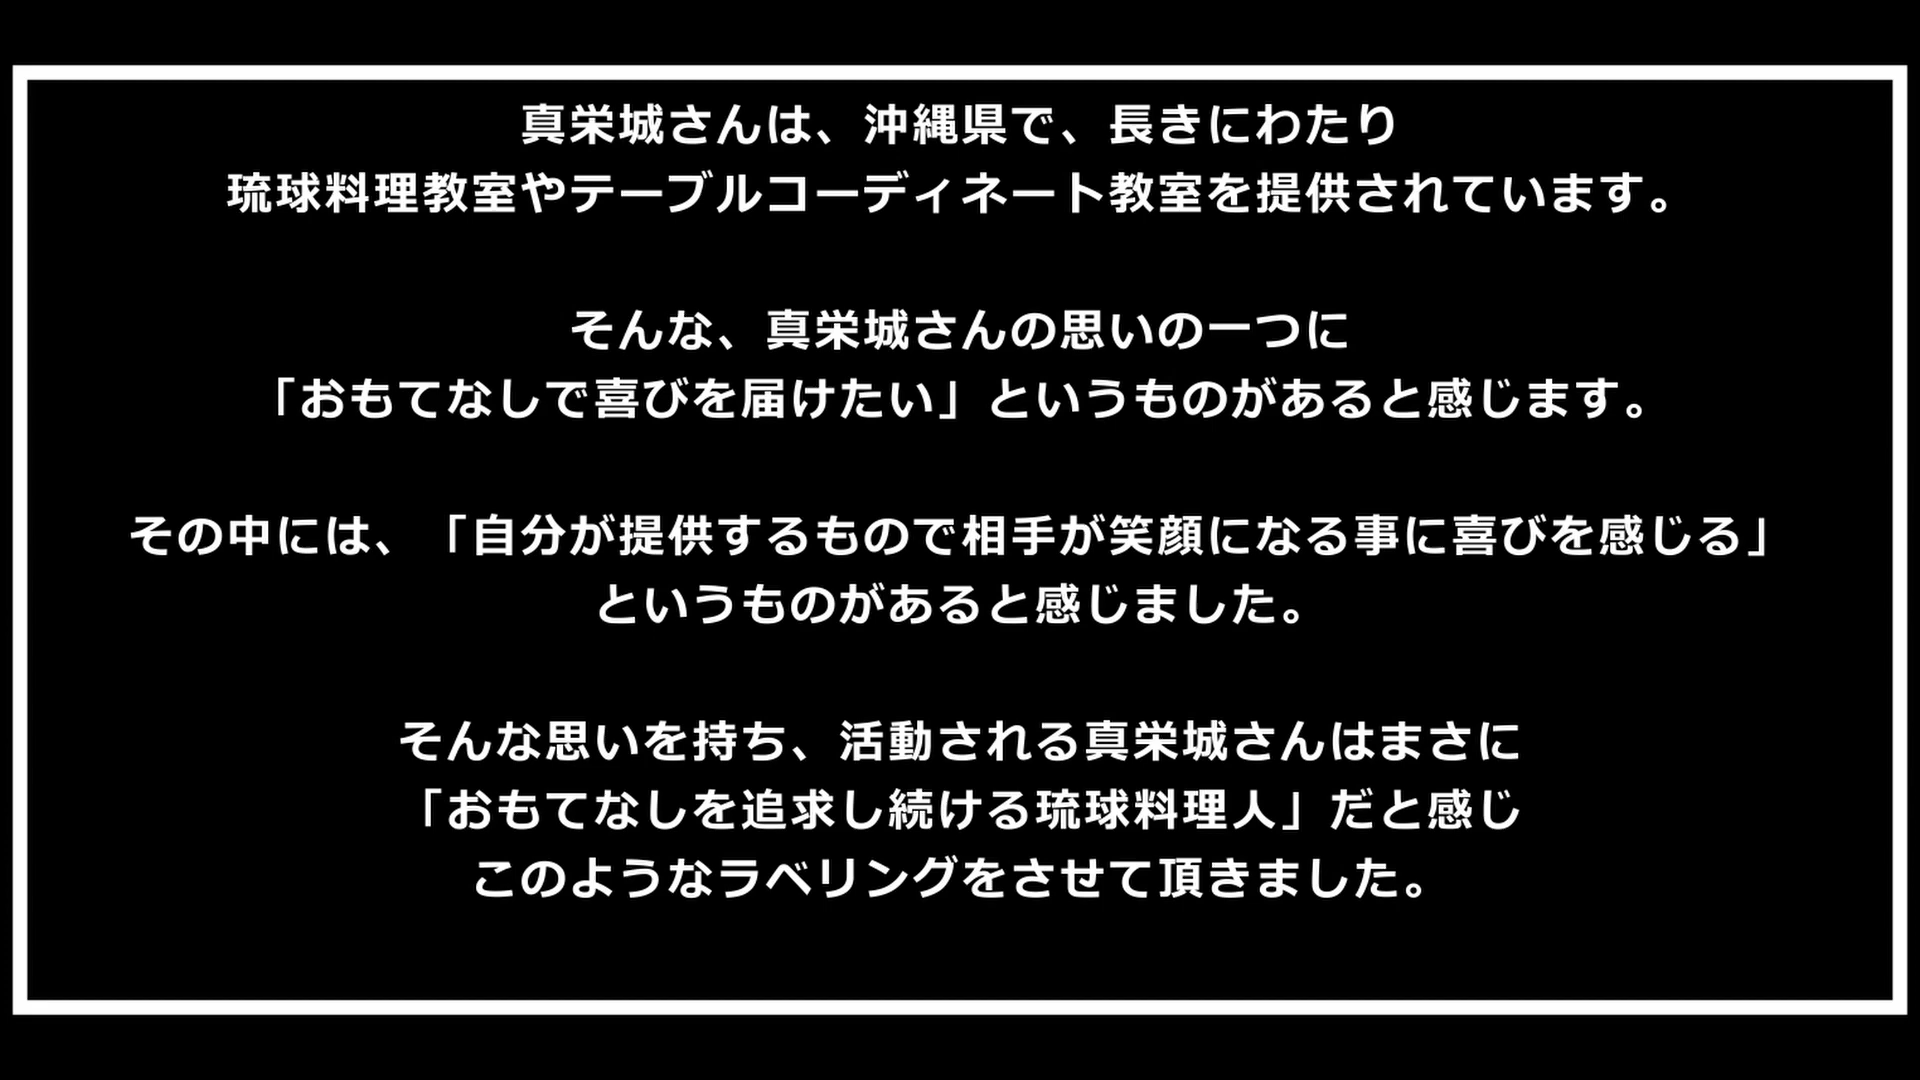 真栄城さんは、沖縄県で、長きにわたり
琉球料理教室やテーブルコーディネート教室を提供されています。
そんな、真栄城さんの思いの一つに
「おもてなしで喜びを届けたい」というものがあると感じます。
その中には、「自分が提供するもので相手が笑顔になる事に喜びを感じる」
というものがあると感じました。
そんな思いを持ち、活動される真栄城さんはまさに
「おもてなしを追求し続ける琉球料理人」だと感じ
このようなラベリングをさせて頂きました。